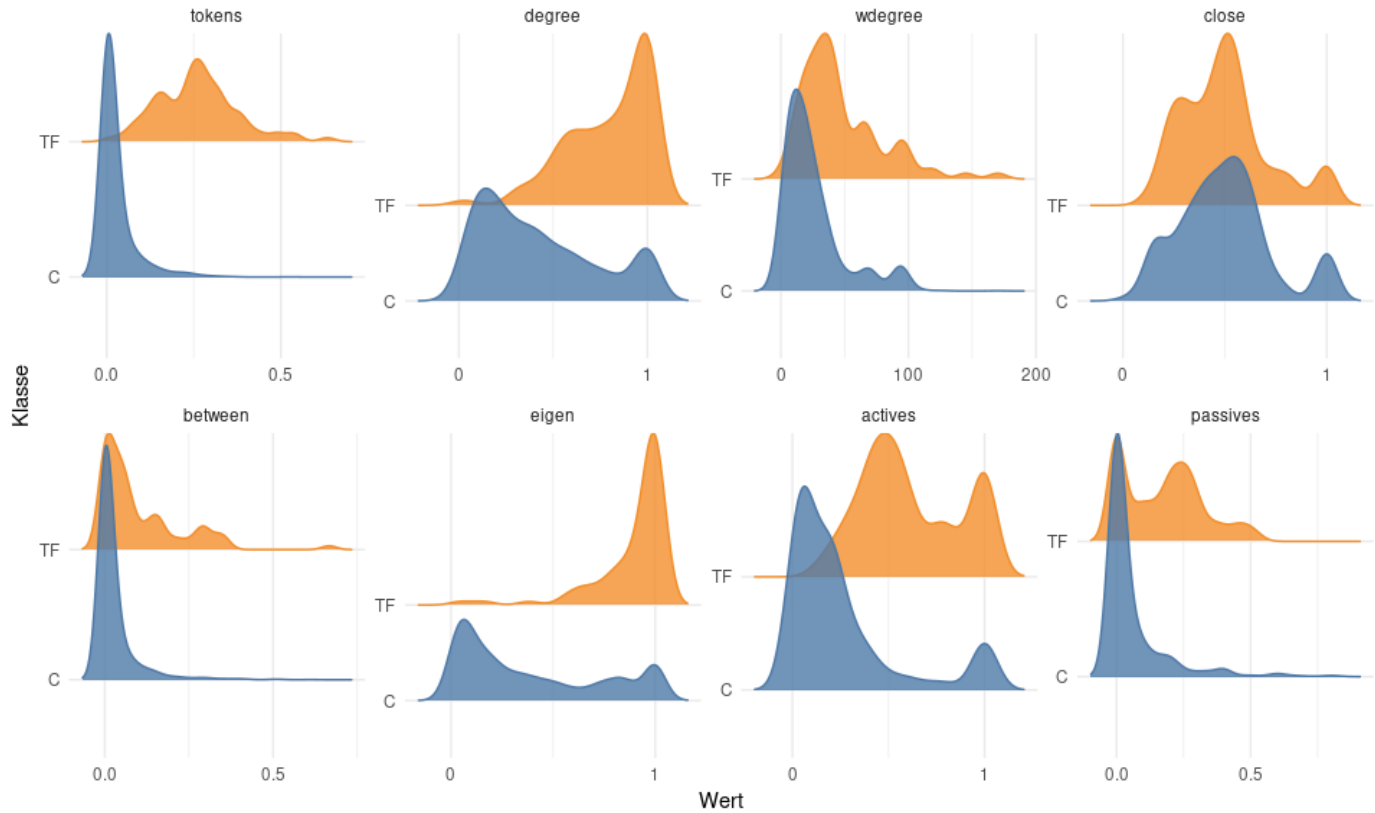 tokens degree wdegree close
TF TF TF TF
C C C C
0.0 0.5 0 1 0 100 200 0 1
Klasse
between eigen actives passives
TF TF TF TF
C C C C
0.0 0.5 0 1 0 1 0.0 0.5
Wert